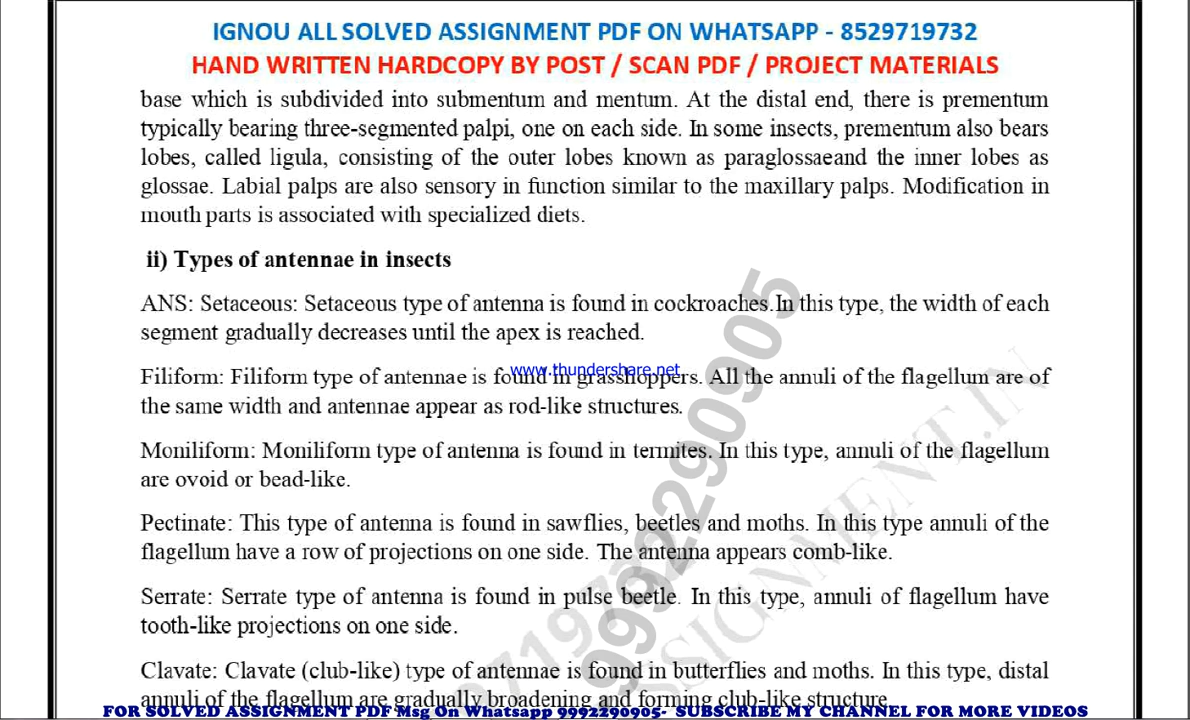 IGNOU ALL SOLVED ASSIGNMENT PDF ON WHATSAPP - 8529719732
HAND WRITTEN HARDCOPY BY POST / SCAN PDF / PROJECT MATERIALS
base which is subdivided into submentum and mentum. At the distal end, there is prementum
typically bearing three-segmented palpi, one on each side. In some insects, prementum also bears
lobes, called ligula, consisting of the outer lobes known as paraglossaeand the inner lobes as
glossae. Labial palps are also sensory in function similar to the maxillary palps. Modification in
mouth parts is associated with specialized diets.
ii) Types of antennae in insects
ANS: Setaceous: Setaceous type of antenna is found in cockroaches.In this type, the width of each
segment gradually decreases until the apex is reached.
www.thundershare.net
Filiform: Filiform type of antennae is found in grasshoppers. All the annuli of the flagellum are of
the same width and antennae appear as rod-like structures.
Moniliform: Moniliform type of antenna is found in termites. In this type, annuli of the flagellum
are ovoid or bead-like.
Pectinate: This type of antenna is found in sawflies, beetles and moths. In this type annuli of the
flagellum have a row of projections on one side. The antenna appears comb-like.
Serrate: Serrate type of antenna is found in pulse beetle. In this type, annuli of flagellum have
tooth-like projections on one side.
Clavate: Clavate (club-like) type of antennae is found in butterflies and moths. In this type, distal
annuli of the flagellum are gradually broadening and forming club-like structure.
9992290905
SSIGNMENT.IN
FOR SOLVED ASSIGNMENT PDF Msg On Whatsapp 9992290905- SUBSCRIBE MY CHANNEL FOR MORE VIDEOS